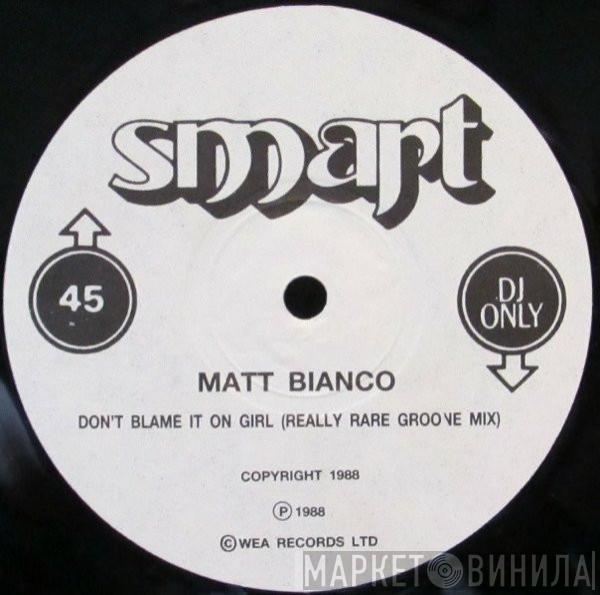 smart
45
DJ
ONLY
MATT BIANCO
DON'T BLAME IT ON GIRL (REALLY RARE GROOVE MIX)
COPYRIGHT 1988
Ⓟ 1988
© WEA RECORDS LTD
МАРКЕТ ВИНИЛА